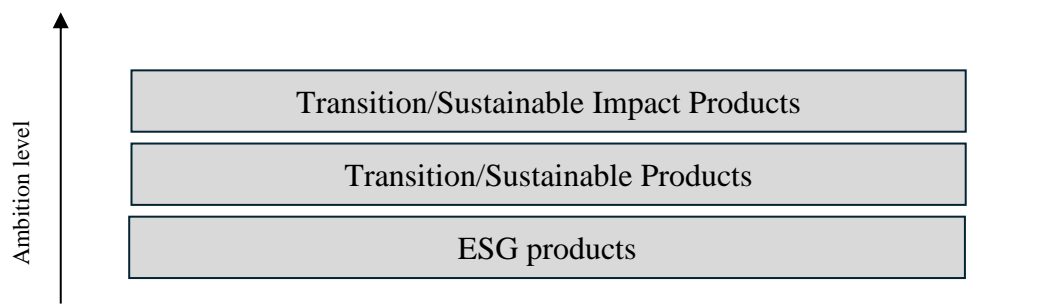 Transition/Sustainable Impact Products
Transition/Sustainable Products
ESG products
Ambition level